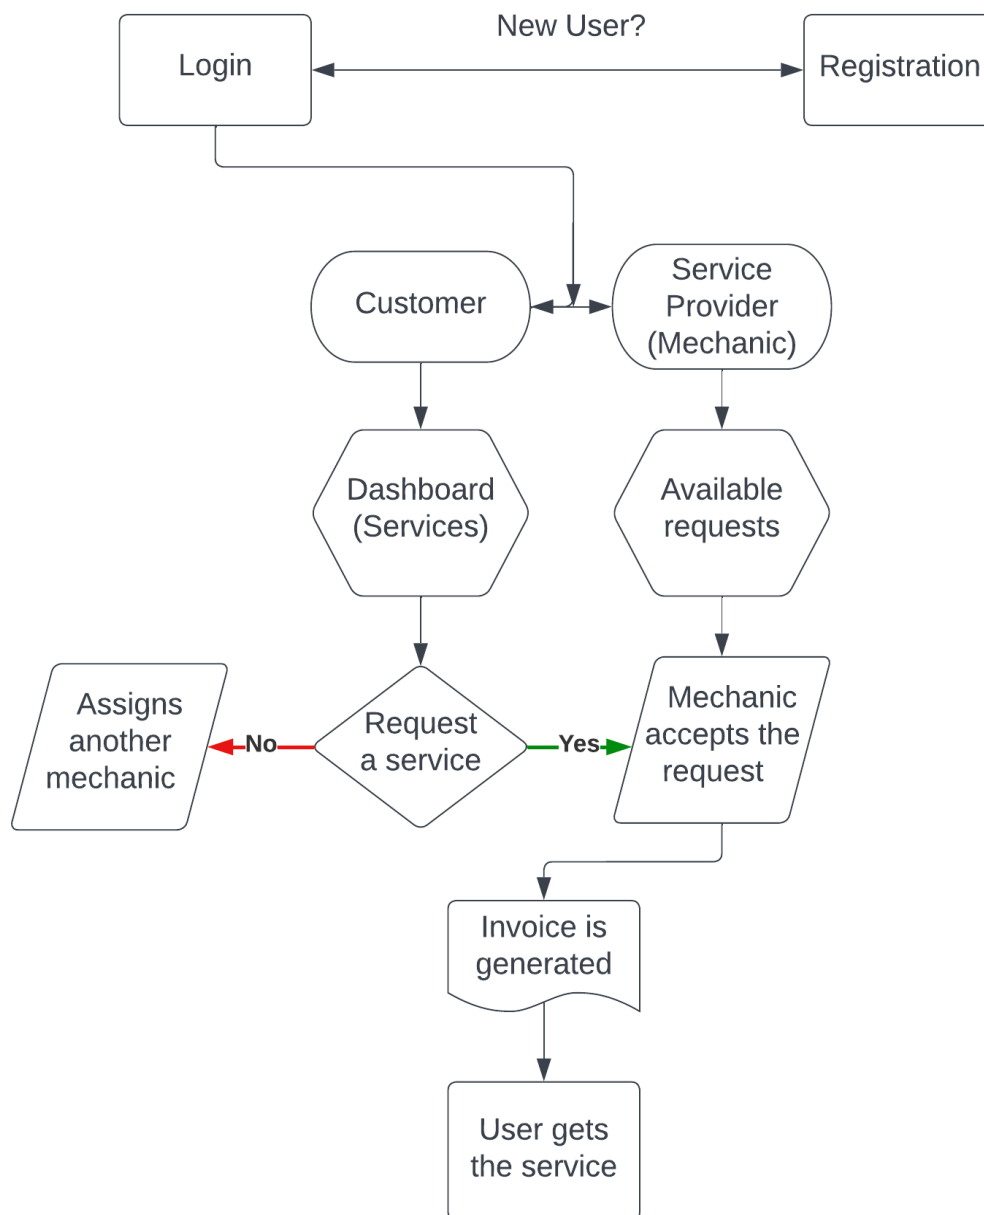 New User?
Login
Registration
Customer
Service
Provider
(Mechanic)
Dashboard
(Services)
Available
requests
Assigns
another
mechanic
No
Request
a service
Yes
Mechanic
accepts the
request
Invoice is
generated
User gets
the service